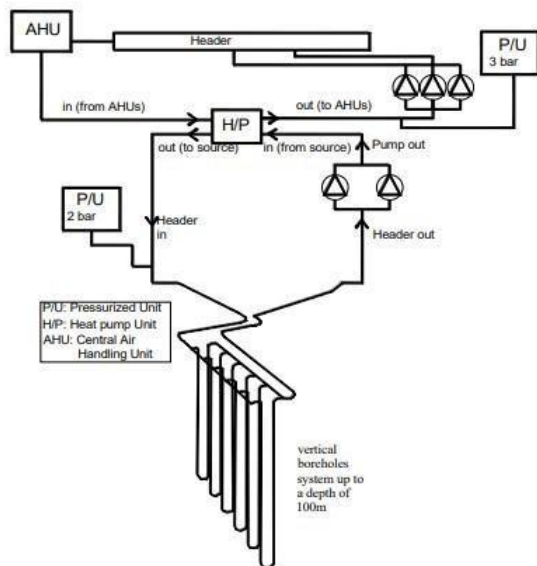 AHU
Header
P/U
3 bar
in (from AHUs)
out (to AHUs)
H/P
out (to source)
in (from source)
Pump out
P/U
2 bar
Header
in
Header out
P/U: Pressurized Unit
H/P: Heat pump Unit
AHU: Central Air
Handling Unit
vertical
boreholes
system up to
a depth of
100m